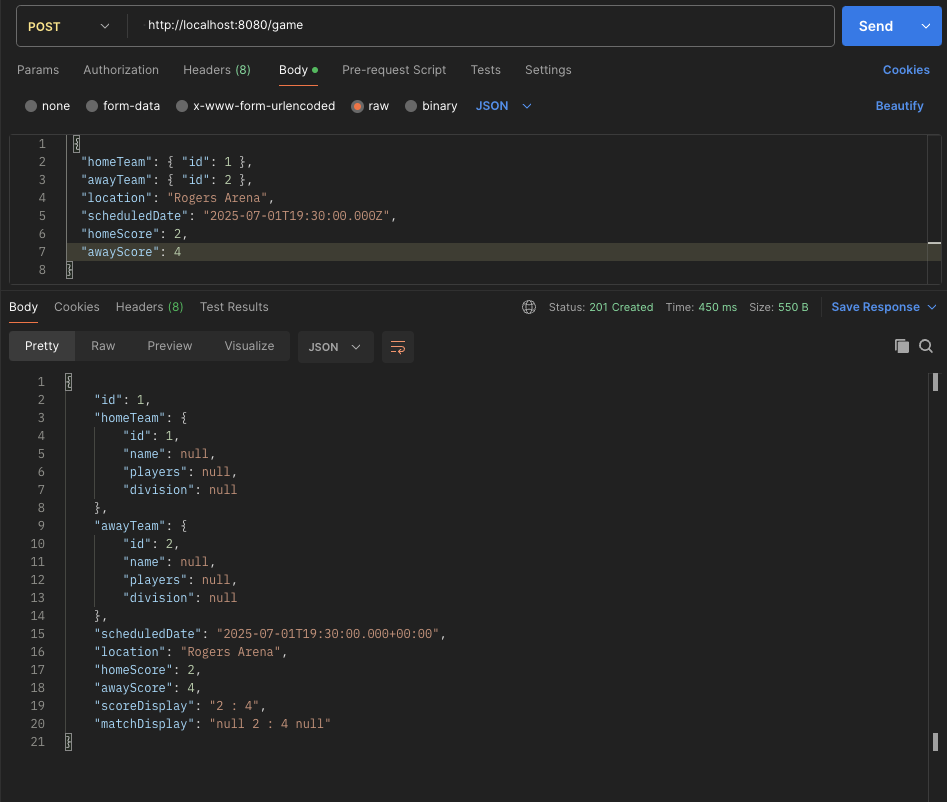 POST http://localhost:8080/game Send
Params Authorization Headers (8) Body Pre-request Script Tests Settings Cookies
none form-data x-www-form-urlencoded raw binary JSON Beautify
1 {
2 "homeTeam": { "id": 1 },
3 "awayTeam": { "id": 2 },
4 "location": "Rogers Arena",
5 "scheduledDate": "2025-07-01T19:30:00.000Z",
6 "homeScore": 2,
7 "awayScore": 4
8 }
Body Cookies Headers (8) Test Results Status: 201 Created Time: 450 ms Size: 550 B Save Response
Pretty Raw Preview Visualize JSON
1 {
2 "id": 1,
3 "homeTeam": {
4 "id": 1,
5 "name": null,
6 "players": null,
7 "division": null
8 },
9 "awayTeam": {
10 "id": 2,
11 "name": null,
12 "players": null,
13 "division": null
14 },
15 "scheduledDate": "2025-07-01T19:30:00.000+00:00",
16 "location": "Rogers Arena",
17 "homeScore": 2,
18 "awayScore": 4,
19 "scoreDisplay": "2 : 4",
20 "matchDisplay": "null 2 : 4 null"
21 }